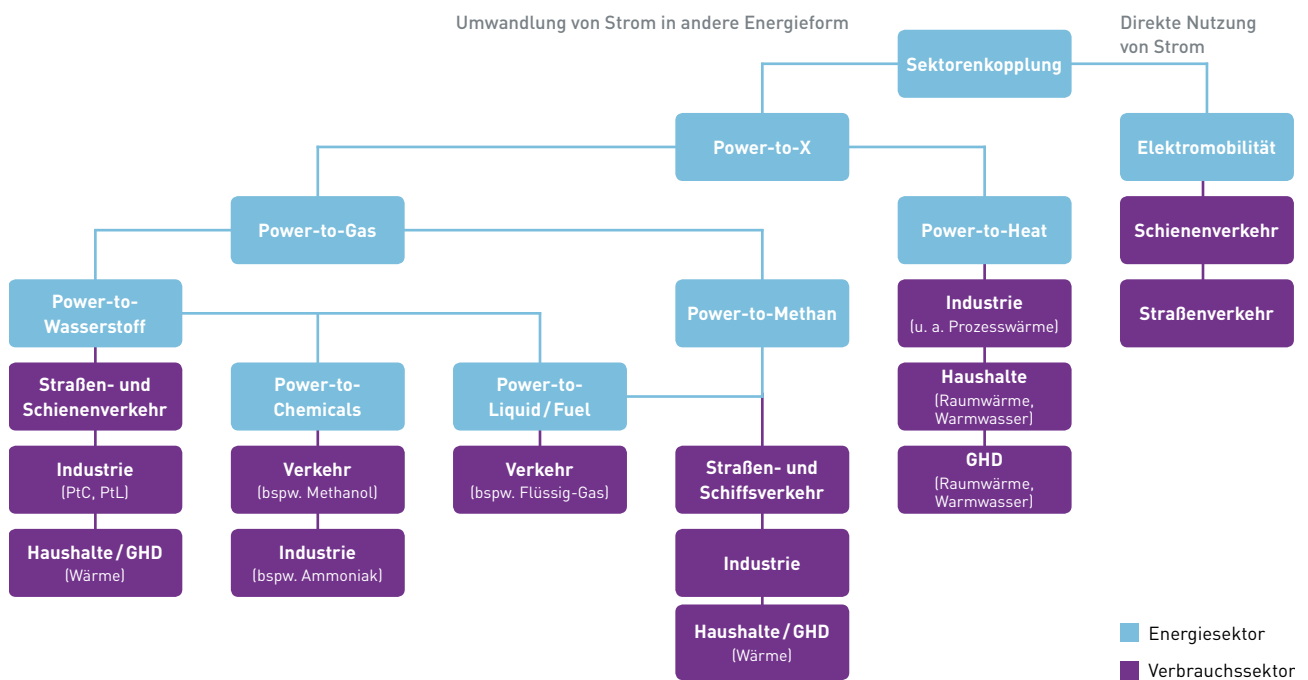 Umwandlung von Strom in andere Energieform
Direkte Nutzung
von Strom
Sektorenkopplung
Power-to-X
Elektromobilität
Power-to-Gas
Power-to-Heat
Schienenverkehr
Power-to-
Wasserstoff
Power-to-Methan
Industrie
(u. a. Prozesswärme)
Straßenverkehr
Straßen- und
Schienenverkehr
Power-to-
Chemicals
Power-to-
Liquid / Fuel
Haushalte
(Raumwärme,
Warmwasser)
Industrie
(PtC, PtL)
Verkehr
(bspw. Methanol)
Verkehr
(bspw. Flüssig-Gas)
Straßen- und
Schiffsverkehr
GHD
(Raumwärme,
Warmwasser)
Haushalte / GHD
(Wärme)
Industrie
(bspw. Ammoniak)
Industrie
Haushalte / GHD
(Wärme)
Energiesektor
Verbrauchssektor